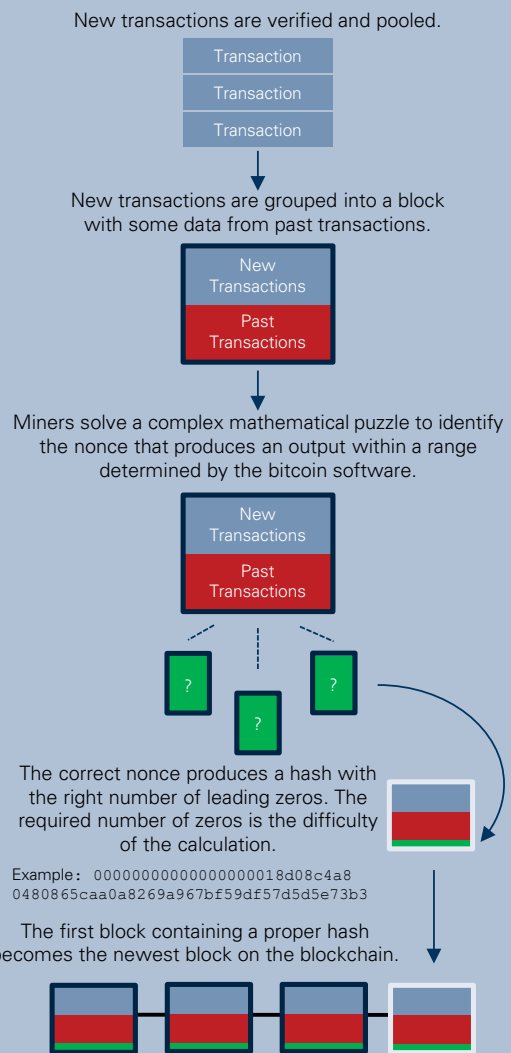 New transactions are verified and pooled.
Transaction
Transaction
Transaction
New transactions are grouped into a block
with some data from past transactions.
New
Transactions
Past
Transactions
Miners solve a complex mathematical puzzle to identify
the nonce that produces an output within a range
determined by the bitcoin software.
New
Transactions
Past
Transactions
?
?
?
The correct nonce produces a hash with
the right number of leading zeros. The
required number of zeros is the difficulty
of the calculation.
Example: 00000000000000000018d08c4a8
0480865caa0a8269a967bf59df57d5d5e73b3
The first block containing a proper hash
ecomes the newest block on the blockchain.